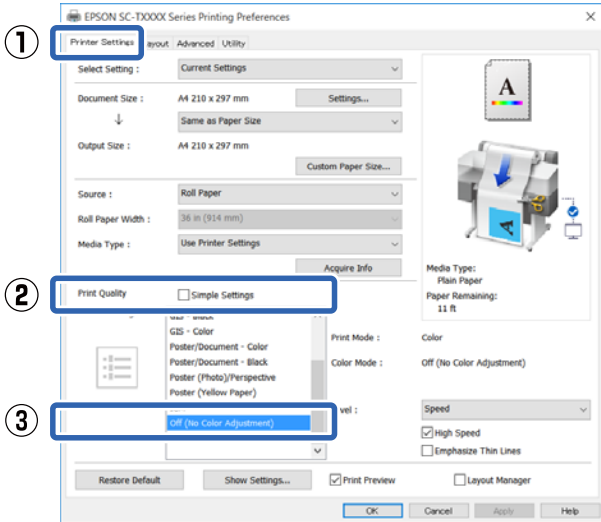 EPSON SC-TXXXX Series Printing Preferences
1
Printer Settings ayout Advanced Utility
Select Setting : Current Settings
Document Size : A4 210 x 297 mm Settings...
Same as Paper Size
Output Size : A4 210 x 297 mm
Custom Paper Size...
Source : Roll Paper
Roll Paper Width : 36 in (914 mm)
Media Type : Use Printer Settings
Acquire Info
A
A
Media Type:
Plain Paper
Paper Remaining:
11 ft
2
Print Quality Simple Settings
GIS - Color
Poster/Document - Color
Poster/Document - Black
Poster (Photo)/Perspective
Poster (Yellow Paper)
Print Mode : Color
Color Mode : Off (No Color Adjustment)
3
Off (No Color Adjustment)
vel : Speed
High Speed
Emphasize Thin Lines
Restore Default Show Settings... Print Preview Layout Manager
OK Cancel Apply Help